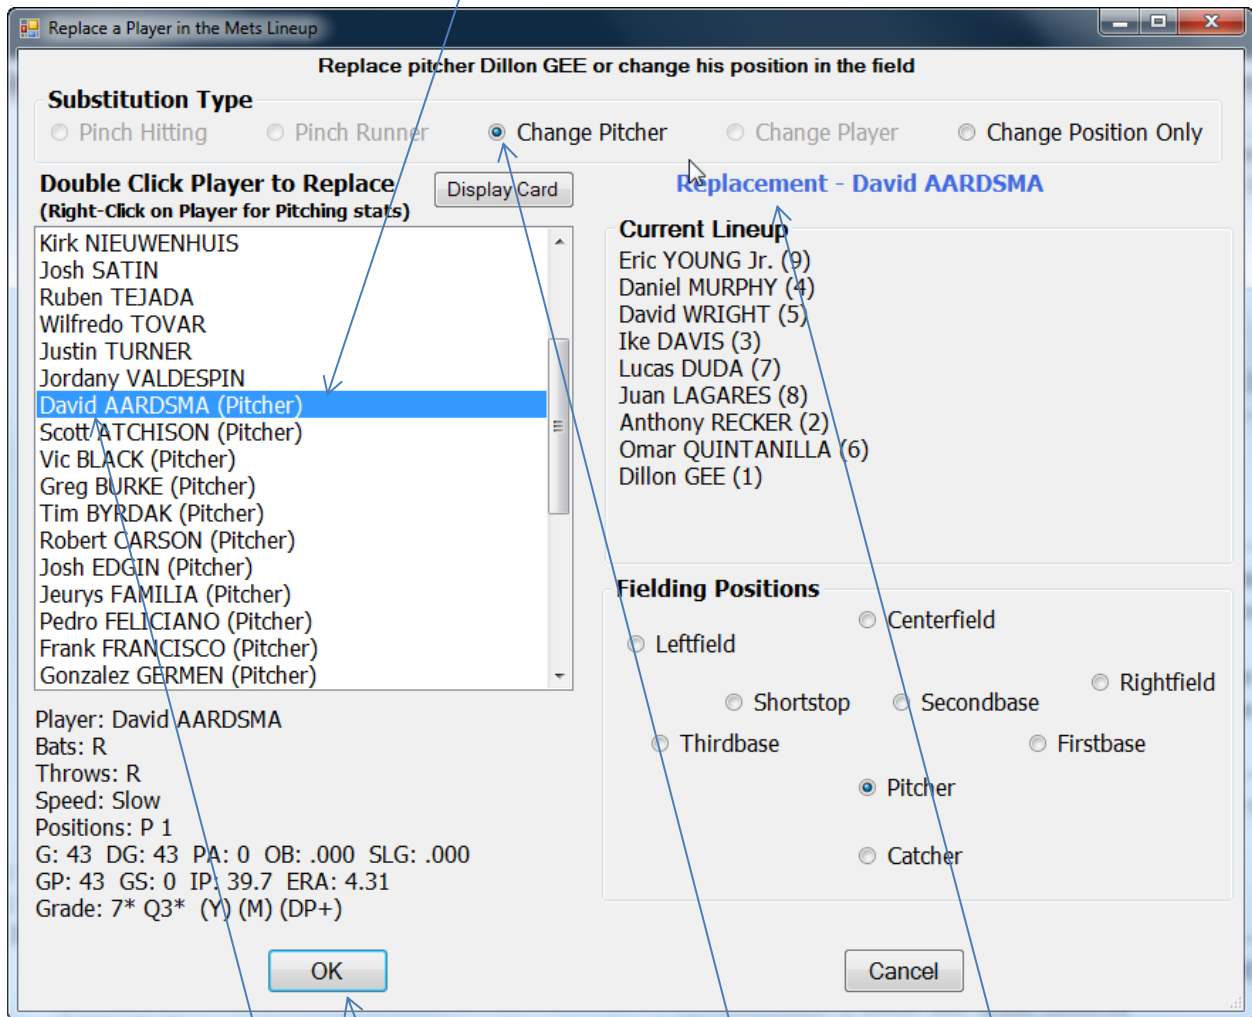 Replace a Player in the Mets Lineup
Replace pitcher Dillon GEE or change his position in the field
Substitution Type
Pinch Hitting
Pinch Runner
Change Pitcher
Change Player
Change Position Only
Double Click Player to Replace
(Right-Click on Player for Pitching stats)
Display Card
Kirk NIEUWENHUIS
Josh SATIN
Ruben TEJADA
Wilfredo TOVAR
Justin TURNER
Jordany VALDESPIN
David AARDSMA (Pitcher)
Scott ATCHISON (Pitcher)
Vic BLACK (Pitcher)
Greg BURKE (Pitcher)
Tim BYRDAK (Pitcher)
Robert CARSON (Pitcher)
Josh EDGIN (Pitcher)
Jeurys FAMILIA (Pitcher)
Pedro FELICIANO (Pitcher)
Frank FRANCISCO (Pitcher)
Gonzalez GERMEN (Pitcher)
Player: David AARDSMA
Bats: R
Throws: R
Speed: Slow
Positions: P 1
G: 43 DG: 43 PA: 0 OB: .000 SLG: .000
GP: 43 GS: 0 IP: 39.7 ERA: 4.31
Grade: 7* Q3* (Y) (M) (DP+)
OK
Replacement - David AARDSMA
Current Lineup
Eric YOUNG Jr. (9)
Daniel MURPHY (4)
David WRIGHT (5)
Ike DAVIS (3)
Lucas DUDA (7)
Juan LAGARES (8)
Anthony RECKER (2)
Omar QUINTANILLA (6)
Dillon GEE (1)
Fielding Positions
Centerfield
Leftfield
Rightfield
Shortstop
Secondbase
Thirdbase
Firstbase
Pitcher
Catcher
Cancel